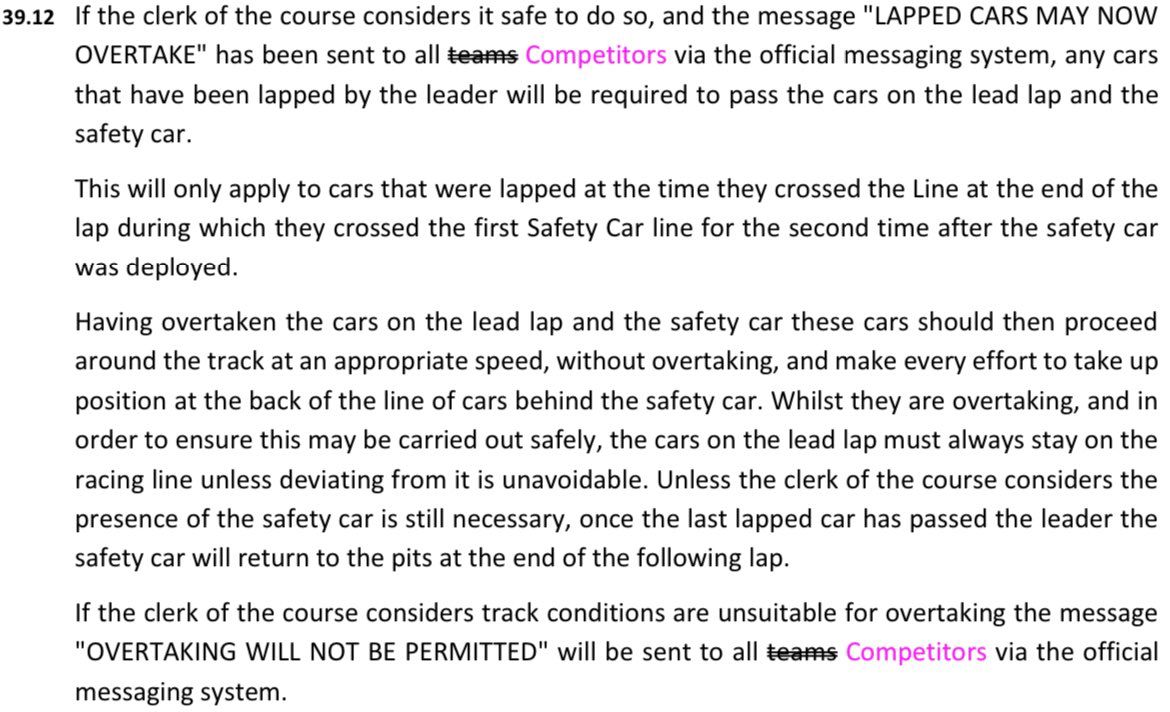 39.12 If the clerk of the course considers it safe to do so, and the message "LAPPED CARS MAY NOW
OVERTAKE" has been sent to all teams Competitors via the official messaging system, any cars
that have been lapped by the leader will be required to pass the cars on the lead lap and the
safety car.
This will only apply to cars that were lapped at the time they crossed the Line at the end of the
lap during which they crossed the first Safety Car line for the second time after the safety car
was deployed.
Having overtaken the cars on the lead lap and the safety car these cars should then proceed
around the track at an appropriate speed, without overtaking, and make every effort to take up
position at the back of the line of cars behind the safety car. Whilst they are overtaking, and in
order to ensure this may be carried out safely, the cars on the lead lap must always stay on the
racing line unless deviating from it is unavoidable. Unless the clerk of the course considers the
presence of the safety car is still necessary, once the last lapped car has passed the leader the
safety car will return to the pits at the end of the following lap.
If the clerk of the course considers track conditions are unsuitable for overtaking the message
"OVERTAKING WILL NOT BE PERMITTED" will be sent to all teams Competitors via the official
messaging system.